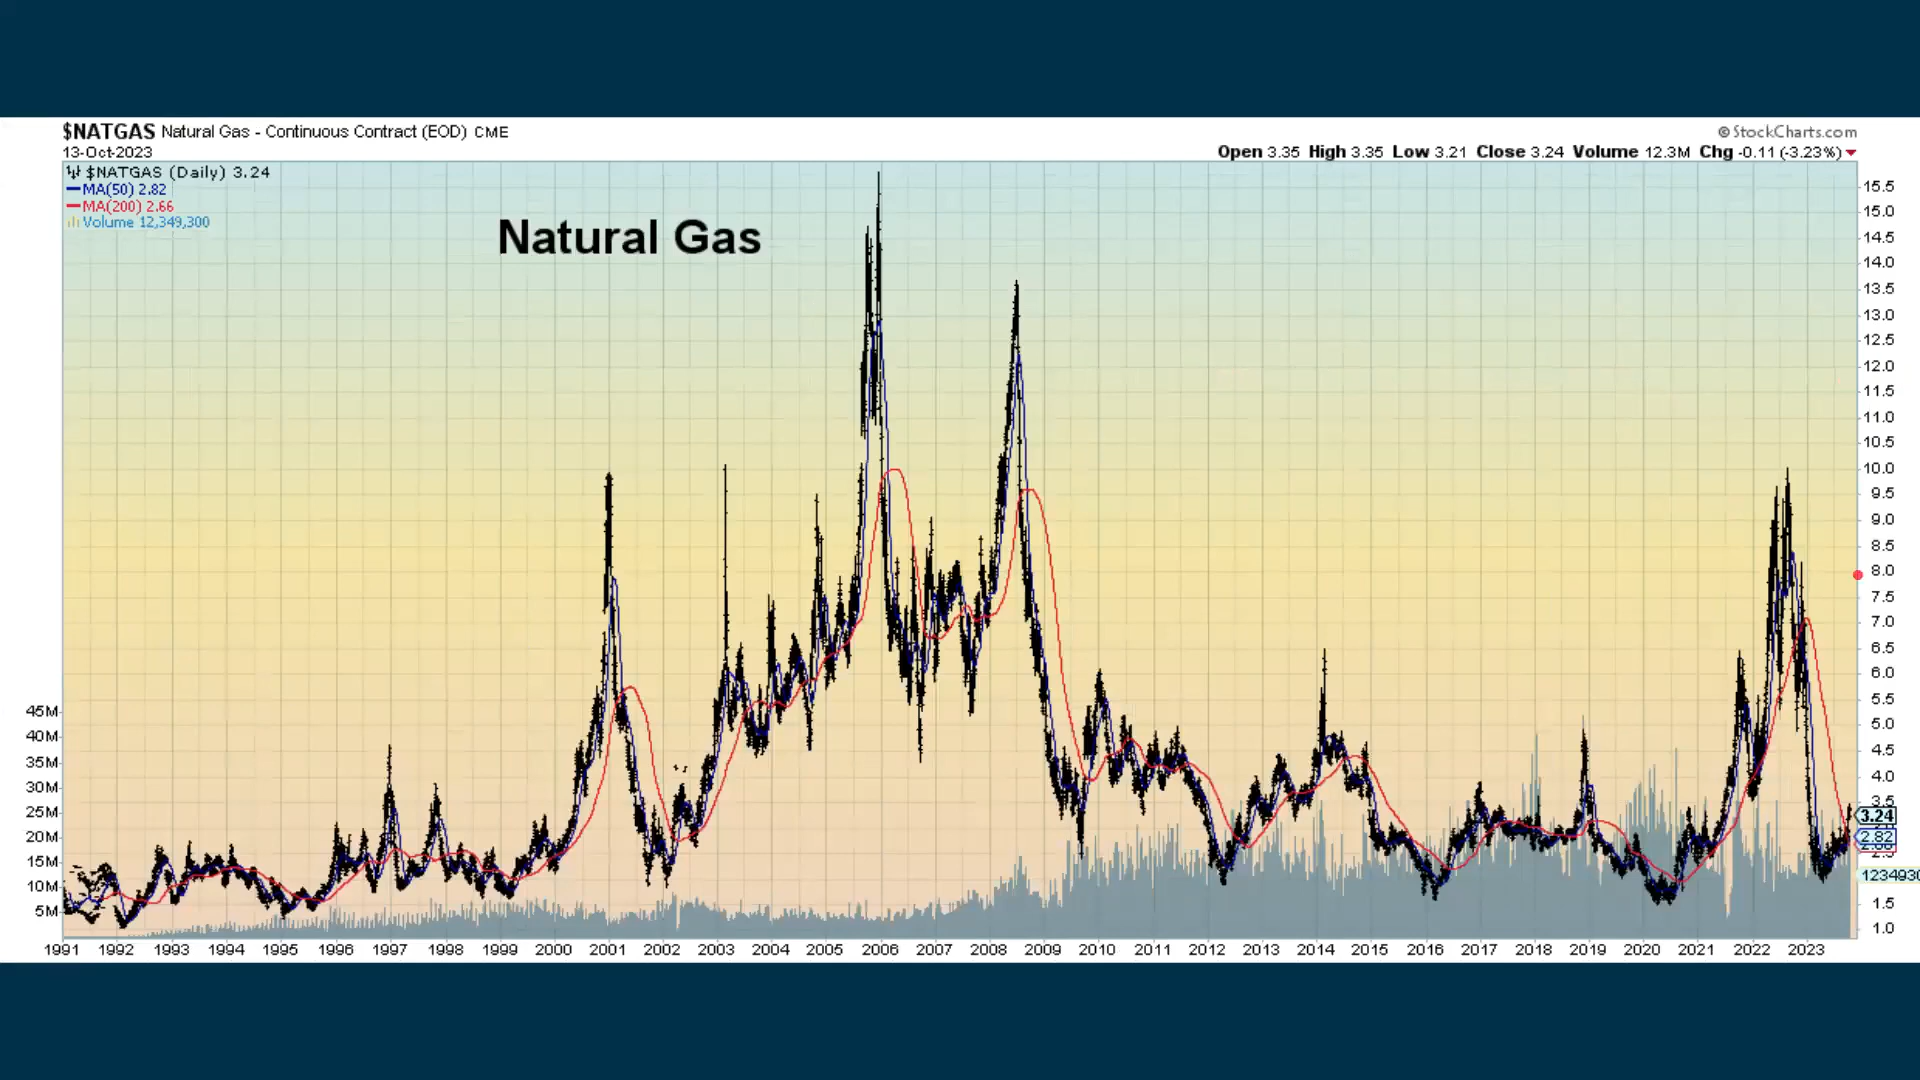 $NATGAS Natural Gas - Continuous Contract (EOD) CME
© StockCharts.com
13-Oct-2023
Open 3.35 High 3.35 Low 3.21 Close 3.24 Volume 12.3M Chg -0.11 (-3.23%)
$NATGAS (Daily) 3.24
MA(50) 2.82
MA(200) 2.66
Volume 12,349,300
Natural Gas
15.5
15.0
14.5
14.0
13.5
13.0
12.5
12.0
11.5
11.0
10.5
10.0
9.5
9.0
8.5
8.0
7.5
7.0
6.5
6.0
5.5
5.0
4.5
4.0
3.5
3.24
2.82
1234930
1.5
1.0
45M
40M
35M
30M
25M
20M
15M
10M
5M
1991 1992 1993 1994 1995 1996 1997 1998 1999 2000 2001 2002 2003 2004 2005 2006 2007 2008 2009 2010 2011 2012 2013 2014 2015 2016 2017 2018 2019 2020 2021 2022 2023